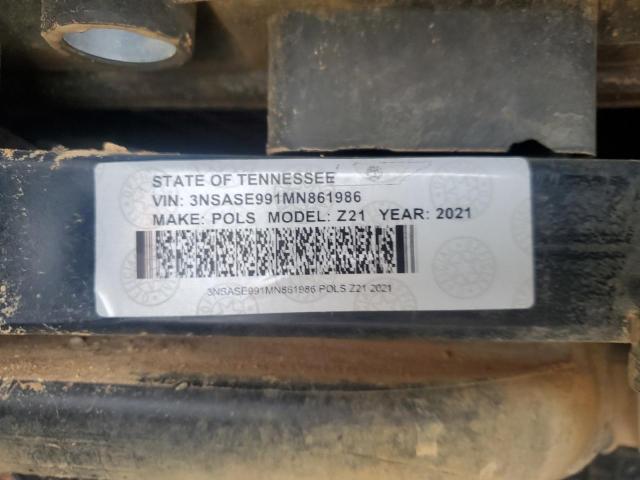 STATE OF TENNESSEE
VIN: 3NSASE991MN861986
MAKE: POLS MODEL: Z21 YEAR: 2021
3NSASE991MN861986 POLS Z21 2021